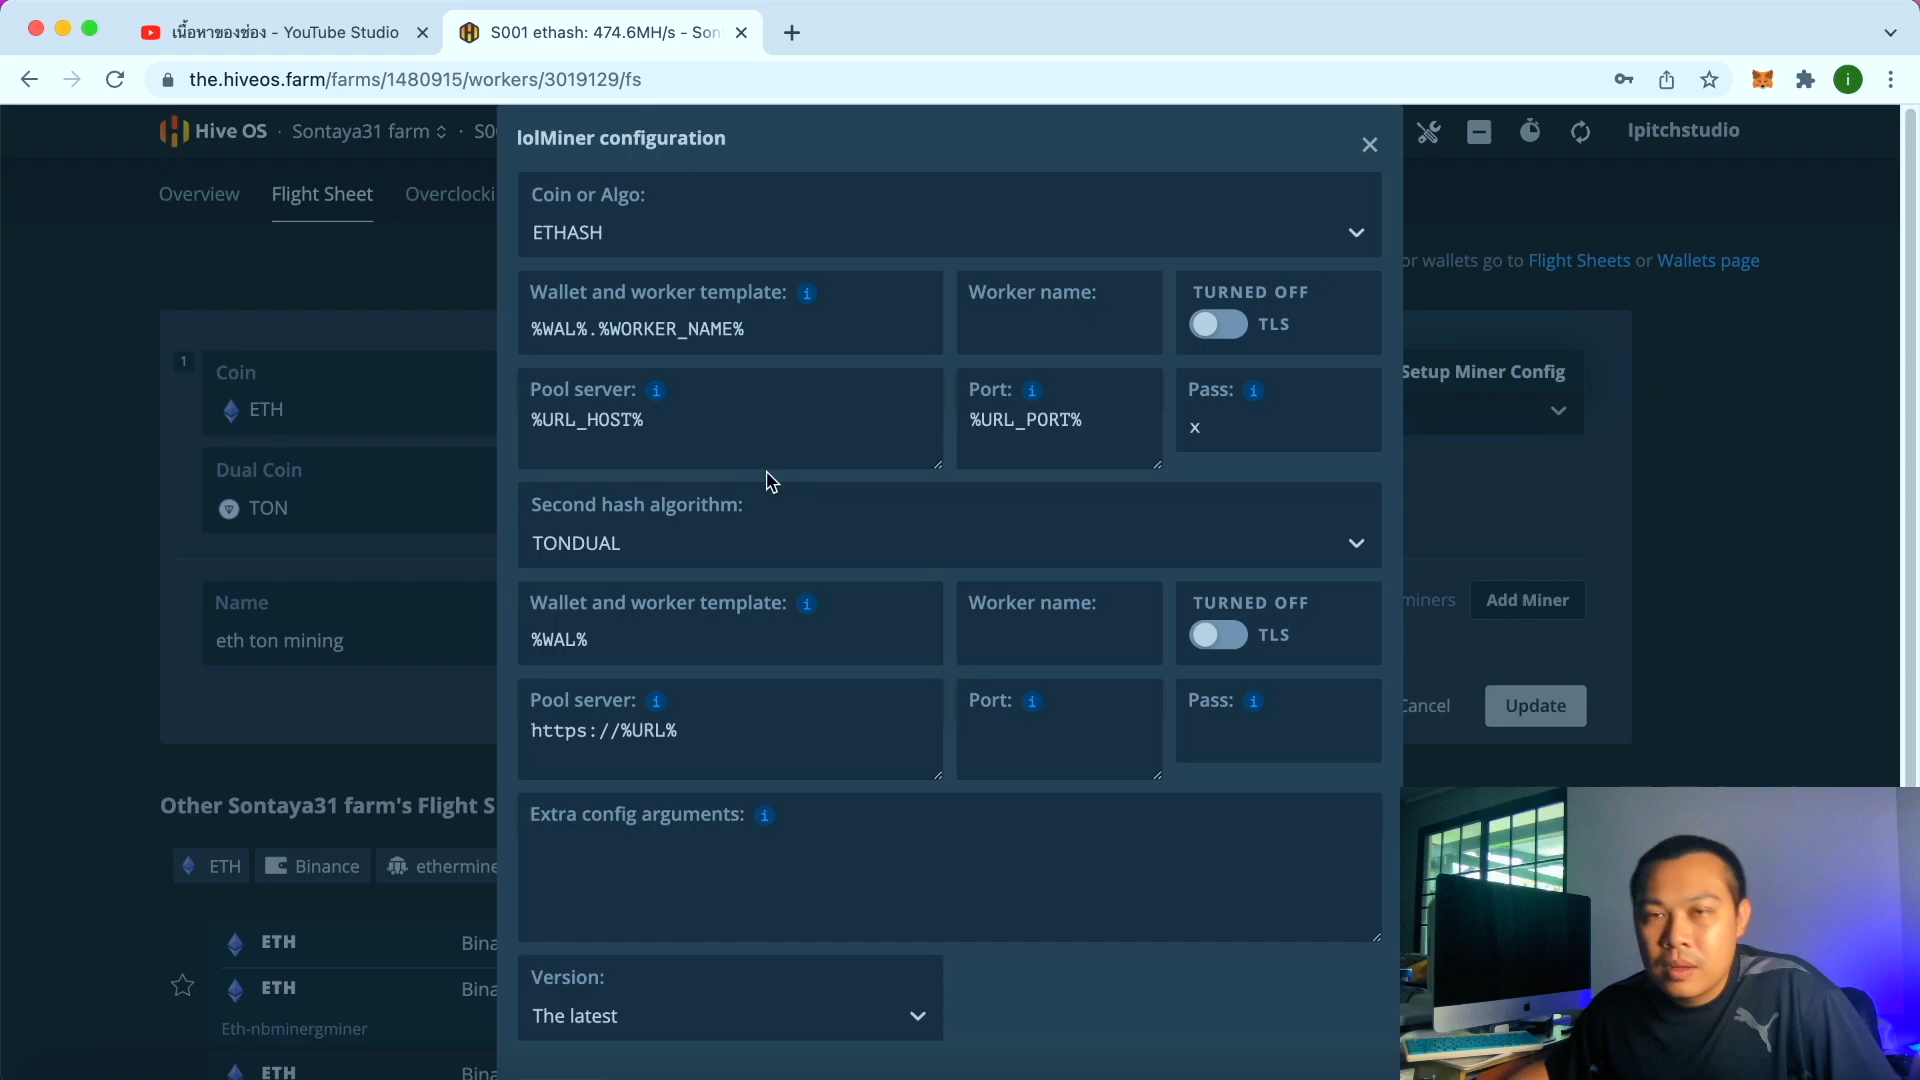 เนื้อหาของช่อง - YouTube Studio
S001 ethash: 474.6MH/s - Son
the.hiveos.farm/farms/1480915/workers/3019129/fs
i
Hive OS · Sontaya31 farm · S00
Ipitchstudio
Overview
Flight Sheet
Overclocki
lolMiner configuration
Coin or Algo:
ETHASH
or wallets go to Flight Sheets or Wallets page
Wallet and worker template: i
%WAL%.%WORKER_NAME%
Worker name:
TURNED OFF
TLS
1
Coin
ETH
Setup Miner Config
Pool server: i
%URL_HOST%
Port: i
%URL_PORT%
Pass: i
x
Dual Coin
TON
Second hash algorithm:
TONDUAL
Name
eth ton mining
Wallet and worker template: i
%WAL%
Worker name:
TURNED OFF
TLS
miners
Add Miner
Pool server: i
https://%URL%
Port: i
Pass: i
Cancel
Update
Other Sontaya31 farm's Flight S
Extra config arguments: i
ETH
Binance
ethermine
ETH
Bina
ETH
Bina
Eth-nbminergminer
ETH
Bina
Version:
The latest